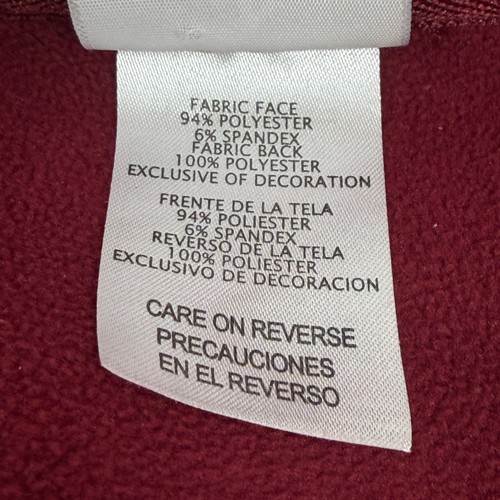 FABRIC FACE
94% POLYESTER
6% SPANDEX
FABRIC BACK
100% POLYESTER
EXCLUSIVE OF DECORATION
FRENTE DE LA TELA
94% POLIESTER
6% SPANDEX
REVERSO DE LA TELA
100% POLIESTER
EXCLUSIVO DE DECORACION
CARE ON REVERSE
PRECAUCIONES
EN EL REVERSO